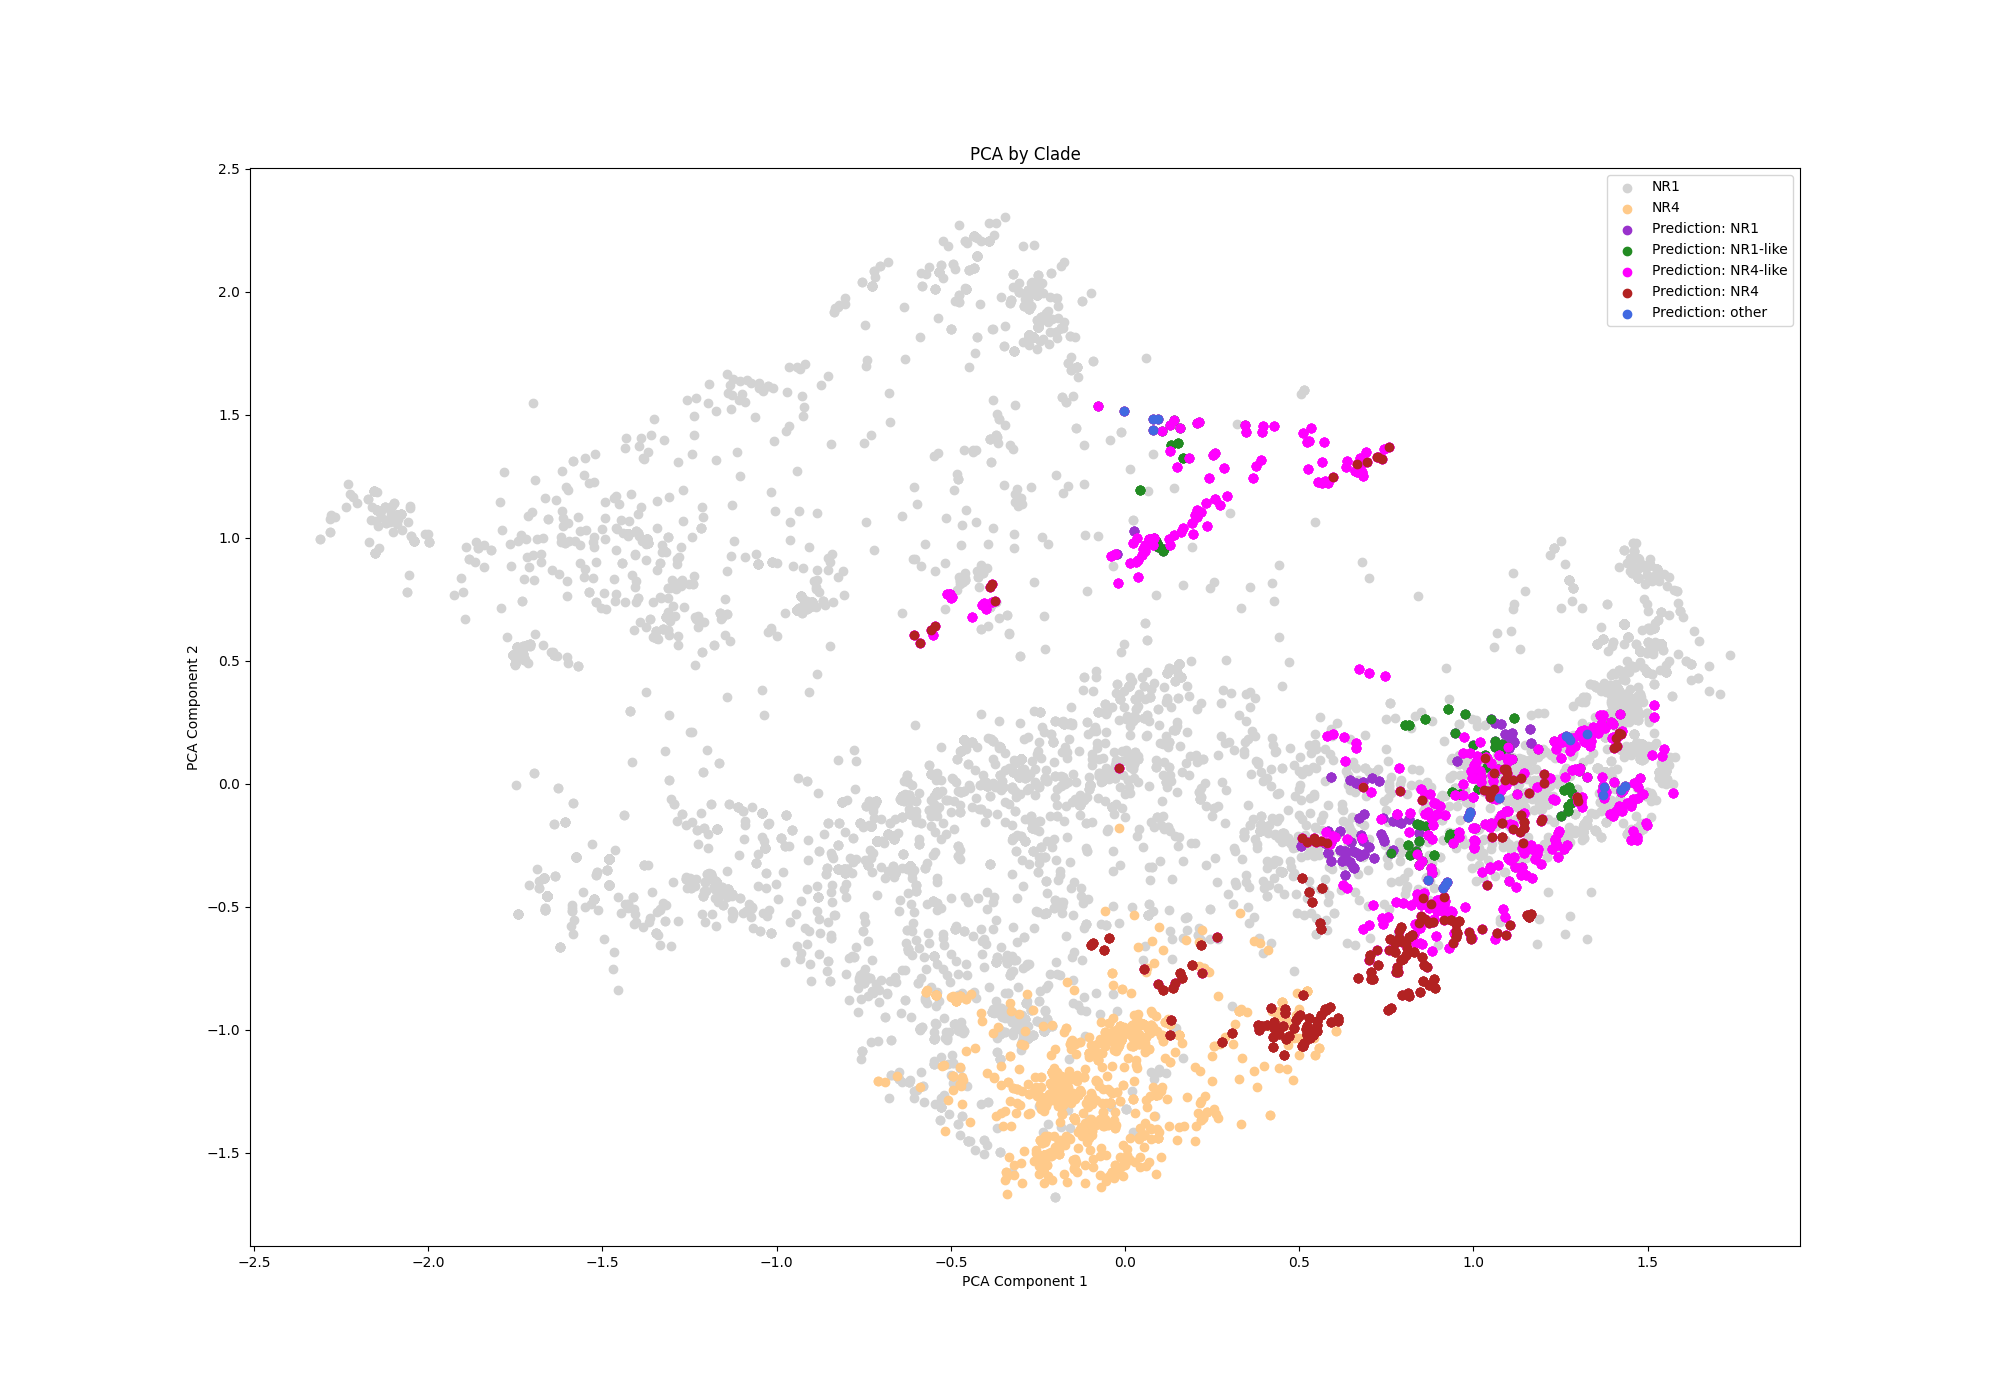 PCA by Clade
NR1
NR4
Prediction: NR1
Prediction: NR1-like
Prediction: NR4-like
Prediction: NR4
Prediction: other
2.5
2.0
1.5
1.0
0.5
0.0
−0.5
−1.0
−1.5
PCA Component 2
−2.5 −2.0 −1.5 −1.0 −0.5 0.0 0.5 1.0 1.5
PCA Component 1